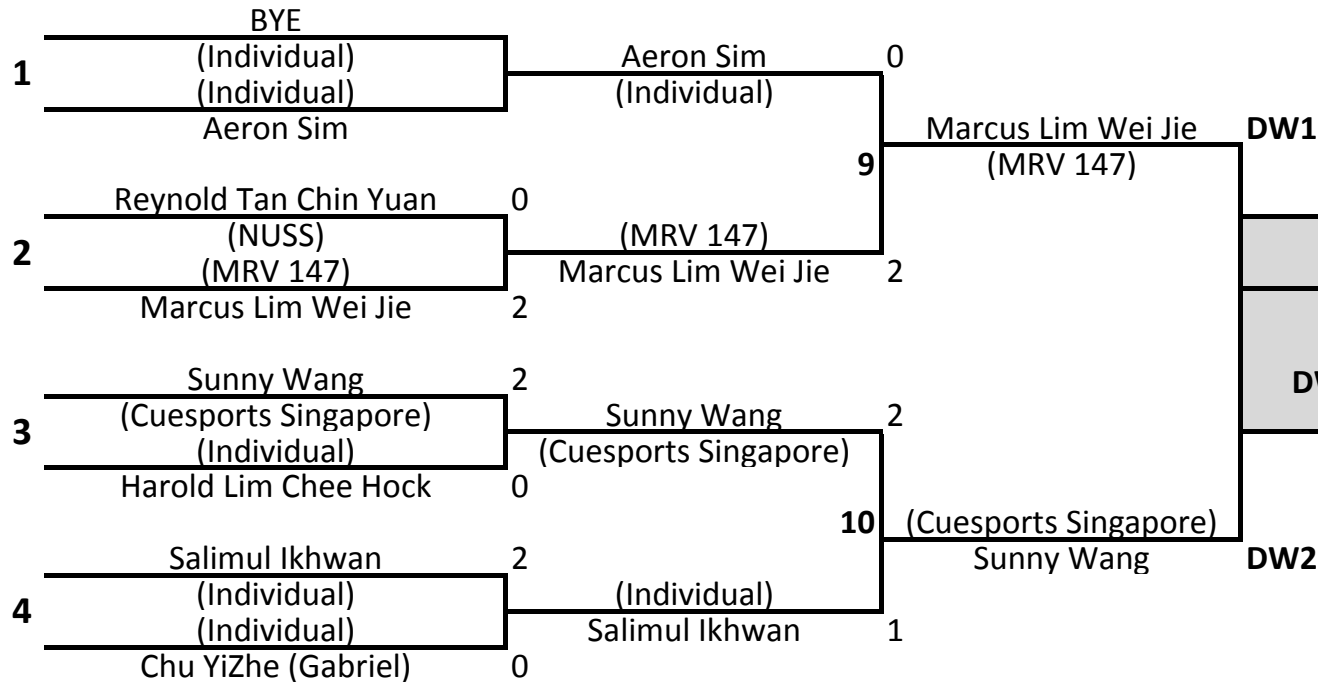 BYE
1
(Individual)
(Individual)
Aeron Sim
Aeron Sim
0
(Individual)
2
Reynold Tan Chin Yuan
0
(NUSS)
(MRV 147)
Marcus Lim Wei Jie
2
(MRV 147)
Marcus Lim Wei Jie
2
9
Marcus Lim Wei Jie
DW1
(MRV 147)
3
Sunny Wang
2
(Cuesports Singapore)
(Individual)
Harold Lim Chee Hock
0
Sunny Wang
2
(Cuesports Singapore)
4
Salimul Ikhwan
2
(Individual)
(Individual)
Chu YiZhe (Gabriel)
0
(Individual)
Salimul Ikhwan
1
10
(Cuesports Singapore)
Sunny Wang
DW2